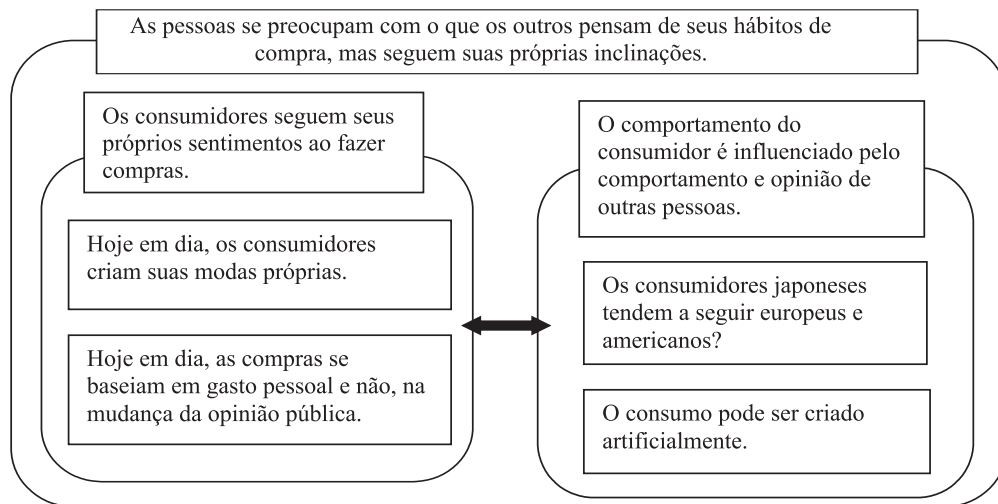 As pessoas se preocupam com o que os outros pensam de seus hábitos de
compra, mas seguem suas próprias inclinações.
Os consumidores seguem seus
próprios sentimentos ao fazer
compras.
Hoje em dia, os consumidores
criam suas modas próprias.
Hoje em dia, as compras se
baseiam em gasto pessoal e não, na
mudança da opinião pública.
O comportamento do
consumidor é influenciado pelo
comportamento e opinião de
outras pessoas.
Os consumidores japoneses
tendem a seguir europeus e
americanos?
O consumo pode ser criado
artificialmente.